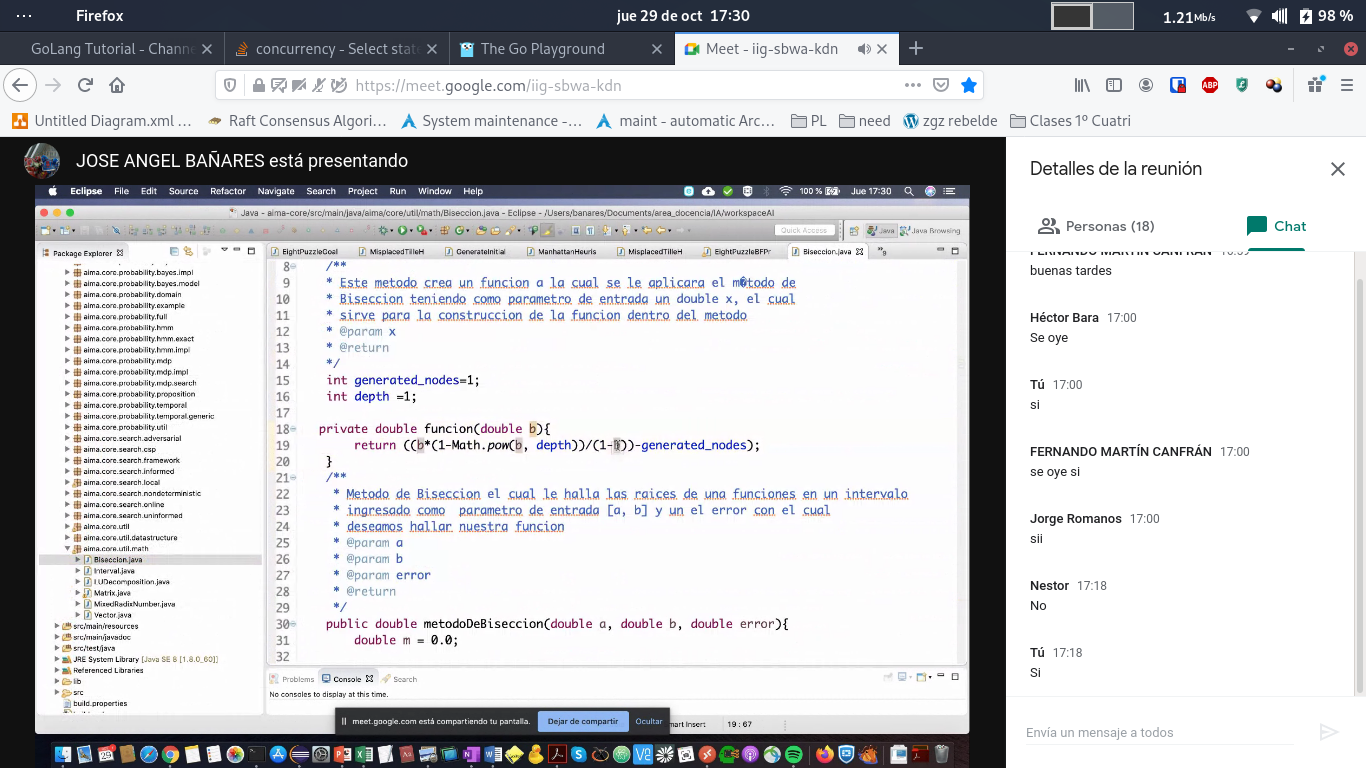 Firefox
jue 29 de oct 17:30
1.21Mb/s
98 %
GoLang Tutorial - Channe
concurrency - Select state
The Go Playground
Meet - iig-sbwa-kdn
https://meet.google.com/iig-sbwa-kdn
Untitled Diagram.xml ...
Raft Consensus Algori...
System maintenance -...
maint - automatic Arc...
PL
need
zgz rebelde
Clases 1º Cuatri
JOSE ANGEL BAÑARES está presentando
Eclipse File Edit Source Refactor Navigate Search Project Run Window Help
100 %
Jue 17:30
Java - aima-core/src/main/java/aima/core/util/math/Biseccion.java - Eclipse - /Users/banares/Documents/area_docencia/IA/workspaceAI
Quick Access
Java
Java Browsing
Package Explorer
EightPuzzleGoal
MisplacedTilleH
GenerateInitial
ManhattanHeuris
MisplacedTilleH
EightPuzzleBFPr
Biseccion.java
»9
aima.core.probability.bayes.impl
aima.core.probability.bayes.model
aima.core.probability.domain
aima.core.probability.example
aima.core.probability.full
aima.core.probability.hmm
aima.core.probability.hmm.exact
aima.core.probability.hmm.impl
aima.core.probability.mdp
aima.core.probability.mdp.impl
aima.core.probability.mdp.search
aima.core.probability.proposition
aima.core.probability.temporal
aima.core.probability.temporal.generic
aima.core.probability.util
aima.core.search.adversarial
aima.core.search.csp
aima.core.search.framework
aima.core.search.informed
aima.core.search.local
aima.core.search.nondeterministic
aima.core.search.online
aima.core.search.uninformed
aima.core.util
aima.core.util.datastructure
aima.core.util.math
Biseccion.java
Interval.java
LUDecomposition.java
Matrix.java
MixedRadixNumber.java
Vector.java
src/main/resources
src/main/javadoc
src/test/java
JRE System Library [Java SE 8 [1.8.0_60]]
Referenced Libraries
lib
src
build.properties
8 /**
9 * Este metodo crea un funcion a la cual se le aplicara el m�todo de
10 * Biseccion teniendo como parametro de entrada un double x, el cual
11 * sirve para la construccion de la funcion dentro del metodo
12 * @param x
13 * @return
14 */
15 int generated_nodes=1;
16 int depth =1;
17
18 private double funcion(double b){
19 return ((b*(1-Math.pow(b, depth))/(1-b))-generated_nodes);
20 }
21 /**
22 * Metodo de Biseccion el cual le halla las raices de una funciones en un intervalo
23 * ingresado como parametro de entrada [a, b] y un el error con el cual
24 * deseamos hallar nuestra funcion
25 * @param a
26 * @param b
27 * @param error
28 * @return
29 */
30 public double metodoDeBiseccion(double a, double b, double error){
31 double m = 0.0;
32
Problems
Console
Search
No consoles to display at this time.
meet.google.com está compartiendo tu pantalla.
Dejar de compartir
Ocultar
mart Insert
19 : 67
Detalles de la reunión
Personas (18)
Chat
FERNANDO MARTÍN CANFRÁN 16:59
buenas tardes
Héctor Bara 17:00
Se oye
Tú 17:00
si
FERNANDO MARTÍN CANFRÁN 17:00
se oye si
Jorge Romanos 17:00
sii
Nestor 17:18
No
Tú 17:18
Si
Envía un mensaje a todos